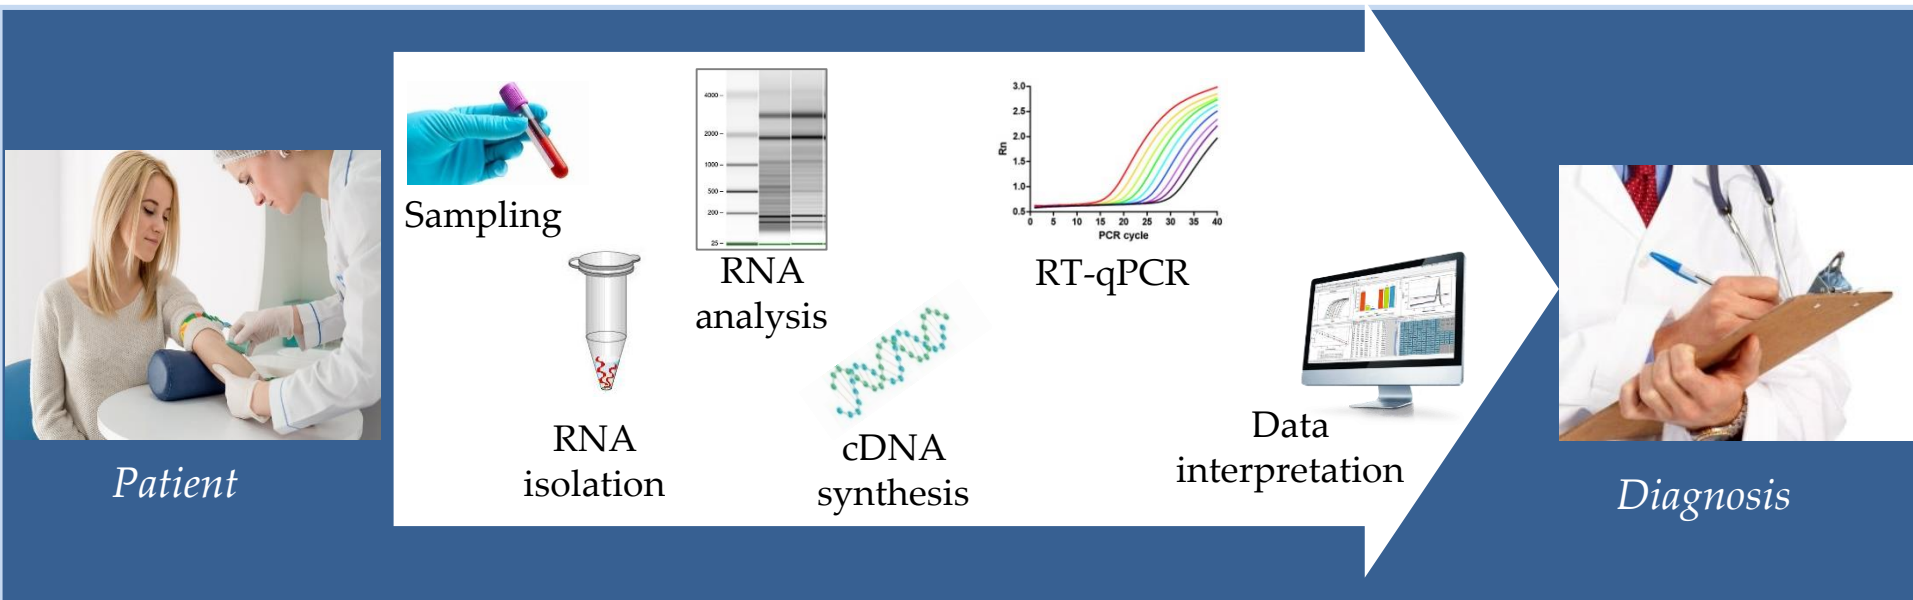 Patient
Sampling
RNA
isolation
4000
2000
1000
500
200
25
RNA
analysis
cDNA
synthesis
3.0
2.5
2.0
1.5
1.0
0.5
Rn
0 5 10 15 20 25 30 35 40
PCR cycle
RT-qPCR
Data
interpretation
Diagnosis